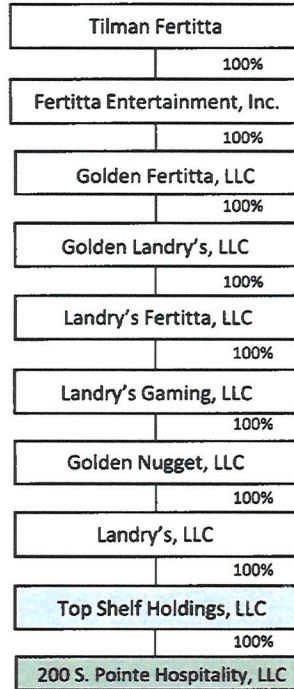 Tilman Fertitta
100%
Fertitta Entertainment, Inc.
100%
Golden Fertitta, LLC
100%
Golden Landry's, LLC
100%
Landry's Fertitta, LLC
100%
Landry's Gaming, LLC
100%
Golden Nugget, LLC
100%
Landry's, LLC
100%
Top Shelf Holdings, LLC
100%
200 S. Pointe Hospitality, LLC